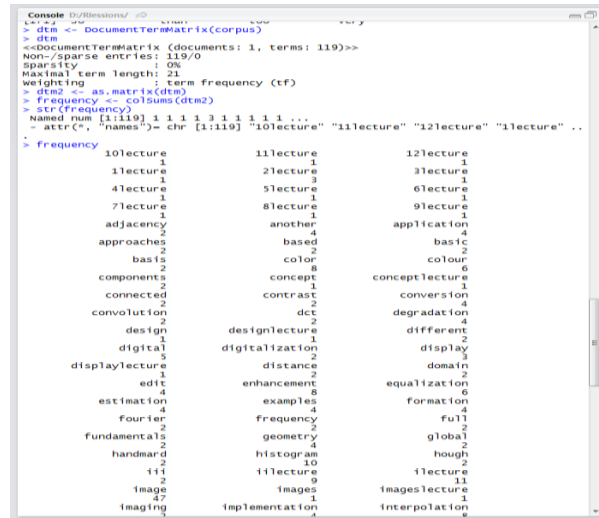 Console D:/Rlessions/
> dtm <- DocumentTermMatrix(corpus)
> dtm
<<DocumentTermMatrix (documents: 1, terms: 119)>>
Non-/sparse entries: 119/0
Sparsity : 0%
Maximal term length: 21
Weighting : term frequency (tf)
> dtm2 <- as.matrix(dtm)
> frequency <- colSums(dtm2)
> str(frequency)
Named num [1:119] 1 1 1 1 3 1 1 1 1 1 ...
- attr(*, "names")= chr [1:119] "10lecture" "11lecture" "12lecture" "1lecture" ..
.
> frequency
10lecture 11lecture 12lecture
1 1 1
1lecture 2lecture 3lecture
1 3 1
4lecture 5lecture 6lecture
1 1 1
7lecture 8lecture 9lecture
1 1 1
adjacency another application
2 4 4
approaches based basic
2 2 2
basis color colour
2 8 6
components concept conceptlecture
2 1 1
connected contrast conversion
2 2 4
convolution dct degradation
2 2 4
design designlecture different
1 1 2
digital digitalization display
5 2 3
displaylecture distance domain
1 2 2
edit enhancement equalization
4 8 6
estimation examples formation
4 4 4
fourier frequency full
2 2 2
fundamentals geometry global
2 4 2
handmard histogram hough
2 10 2
iii iilecture ilecture
2 9 11
image images imageslecture
47 1 1
imaging implementation interpolation